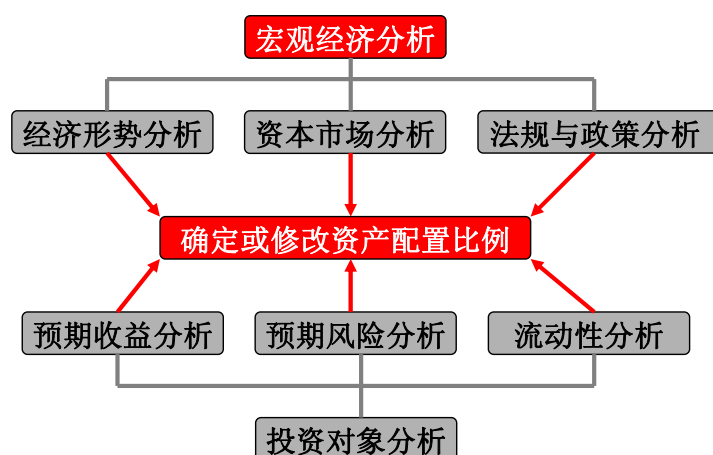 宏观经济分析
经济形势分析
资本市场分析
法规与政策分析
确定或修改资产配置比例
预期收益分析
预期风险分析
流动性分析
投资对象分析